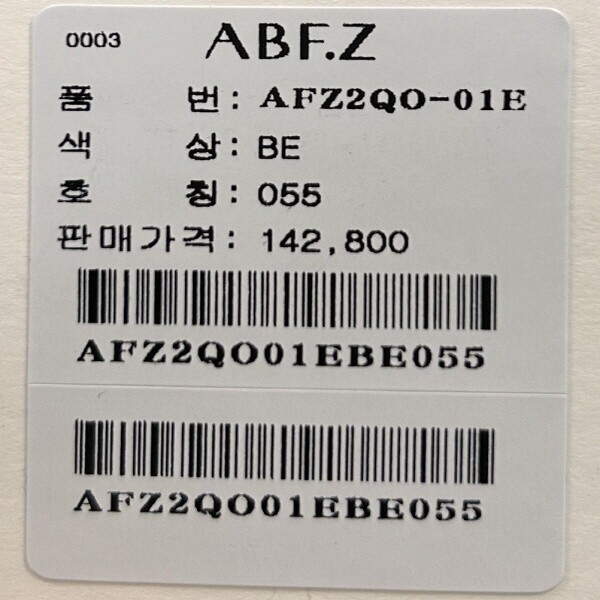 0003 ABF.Z
품 번: AFZ2QO-01E
색 상: BE
호 칭: 055
판매가격: 142,800
AFZ2QO01EBE055
AFZ2QO01EBE055